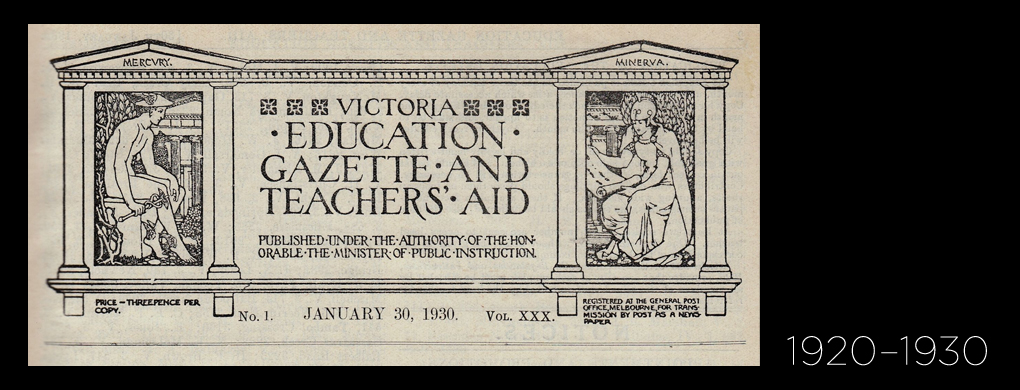 MERCVRY.
MINERVA.
VICTORIA
·EDUCATION·
GAZETTE·AND
TEACHERS'·AID
PUBLISHED·UNDER·THE·AUTHORITY·OF·THE·HON-
ORABLE·THE·MINISTER·OF·PUBLIC·INSTRUCTION.
PRICE – THREEPENCE PER
COPY.
No. 1. JANUARY 30, 1930. VOL. XXX.
REGISTERED AT THE GENERAL POST
OFFICE, MELBOURNE, FOR TRANS-
MISSION BY POST AS A NEWS-
PAPER
1920–1930